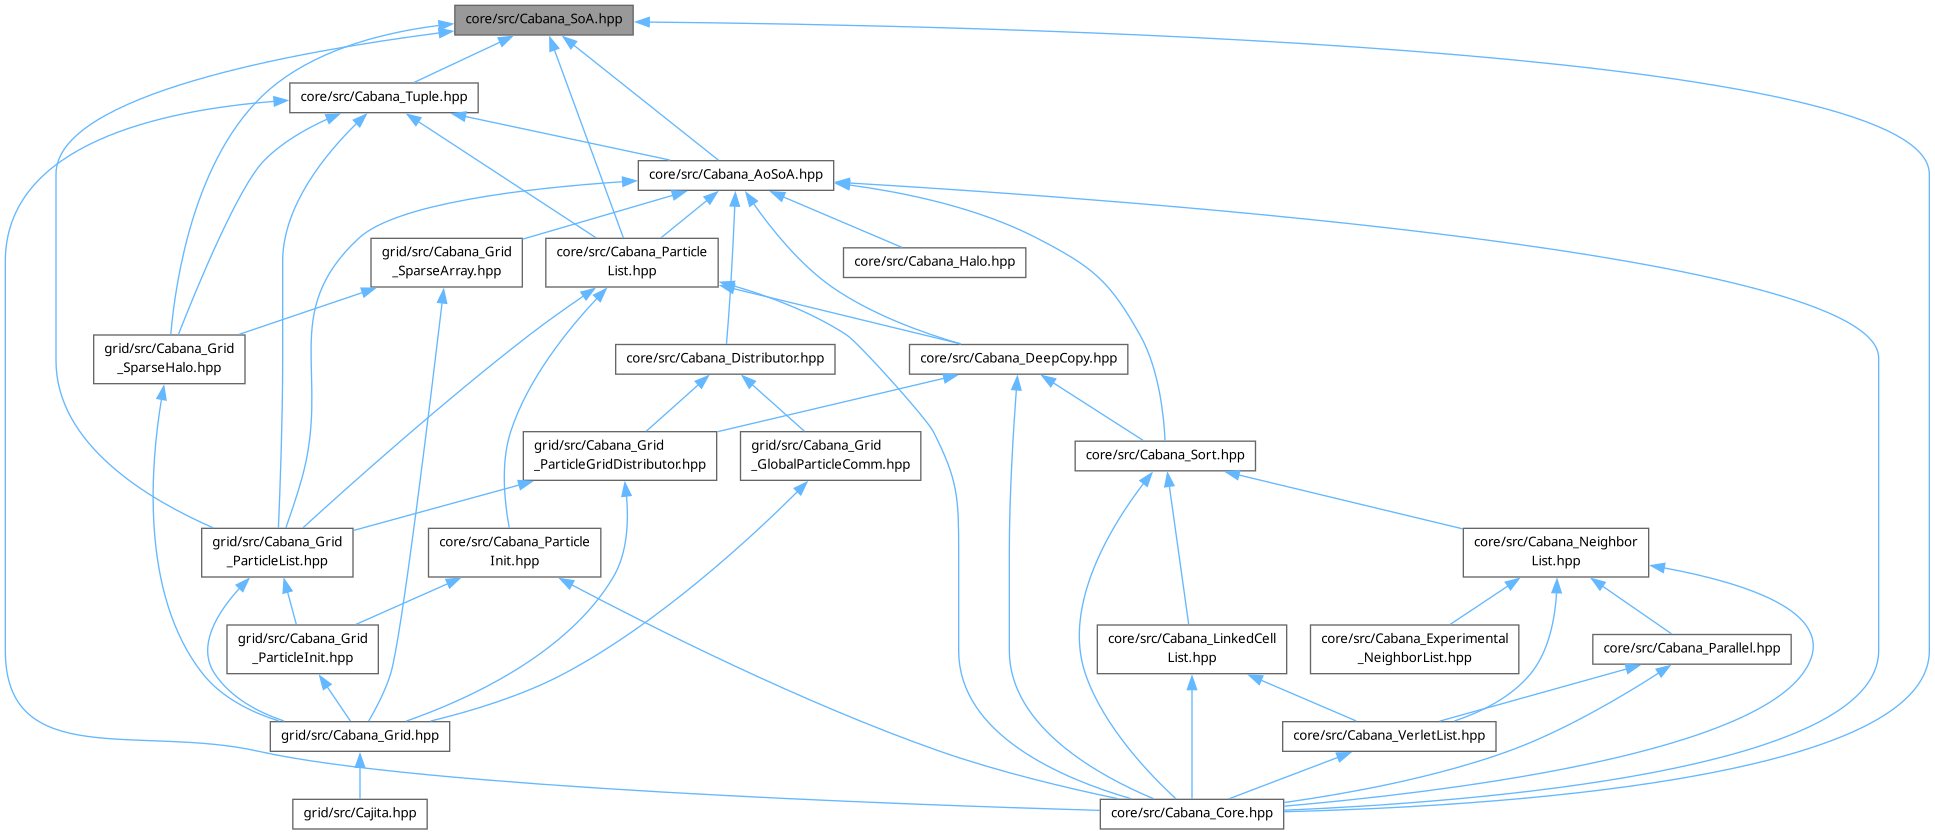 core/src/Cabana_SoA.hpp
core/src/Cabana_Tuple.hpp
core/src/Cabana_AoSoA.hpp
grid/src/Cabana_Grid
_SparseArray.hpp
core/src/Cabana_Particle
List.hpp
core/src/Cabana_Halo.hpp
grid/src/Cabana_Grid
_SparseHalo.hpp
core/src/Cabana_Distributor.hpp
core/src/Cabana_DeepCopy.hpp
grid/src/Cabana_Grid
_ParticleGridDistributor.hpp
grid/src/Cabana_Grid
_GlobalParticleComm.hpp
core/src/Cabana_Sort.hpp
grid/src/Cabana_Grid
_ParticleList.hpp
core/src/Cabana_Particle
Init.hpp
core/src/Cabana_Neighbor
List.hpp
grid/src/Cabana_Grid
_ParticleInit.hpp
core/src/Cabana_LinkedCell
List.hpp
core/src/Cabana_Experimental
_NeighborList.hpp
core/src/Cabana_Parallel.hpp
grid/src/Cabana_Grid.hpp
core/src/Cabana_VerletList.hpp
grid/src/Cajita.hpp
core/src/Cabana_Core.hpp